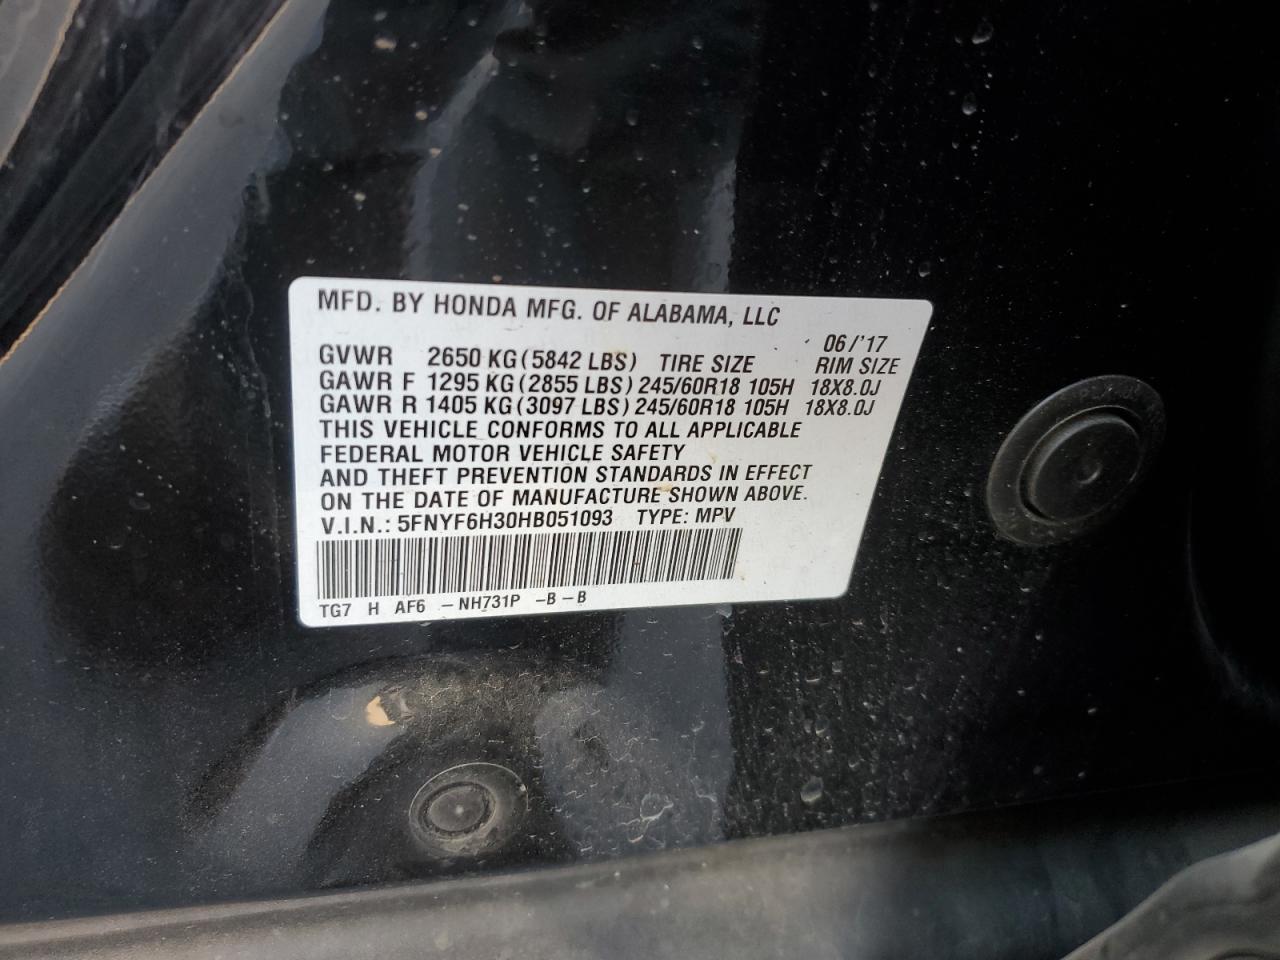 MFD. BY HONDA MFG. OF ALABAMA, LLC
06/'17
GVWR 2650 KG (5842 LBS) TIRE SIZE RIM SIZE
GAWR F 1295 KG (2855 LBS) 245/60R18 105H 18X8.0J
GAWR R 1405 KG (3097 LBS) 245/60R18 105H 18X8.0J
THIS VEHICLE CONFORMS TO ALL APPLICABLE
FEDERAL MOTOR VEHICLE SAFETY
AND THEFT PREVENTION STANDARDS IN EFFECT
ON THE DATE OF MANUFACTURE SHOWN ABOVE.
V.I.N.: 5FNYF6H30HB051093 TYPE: MPV
TG7 H AF6 -NH731P -B-B